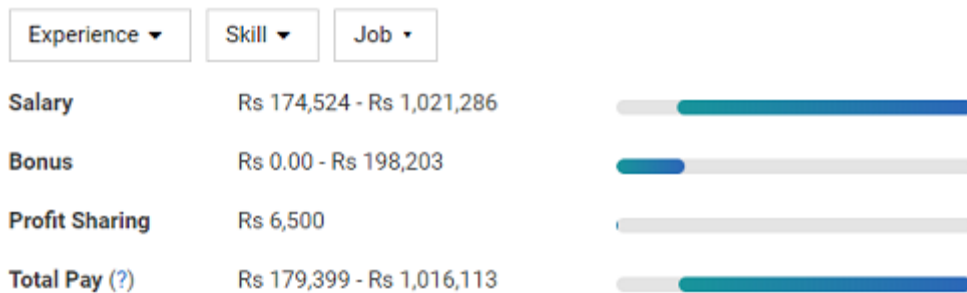 Experience Skill Job
Salary Rs 174,524 - Rs 1,021,286
Bonus Rs 0.00 - Rs 198,203
Profit Sharing Rs 6,500
Total Pay (?) Rs 179,399 - Rs 1,016,113